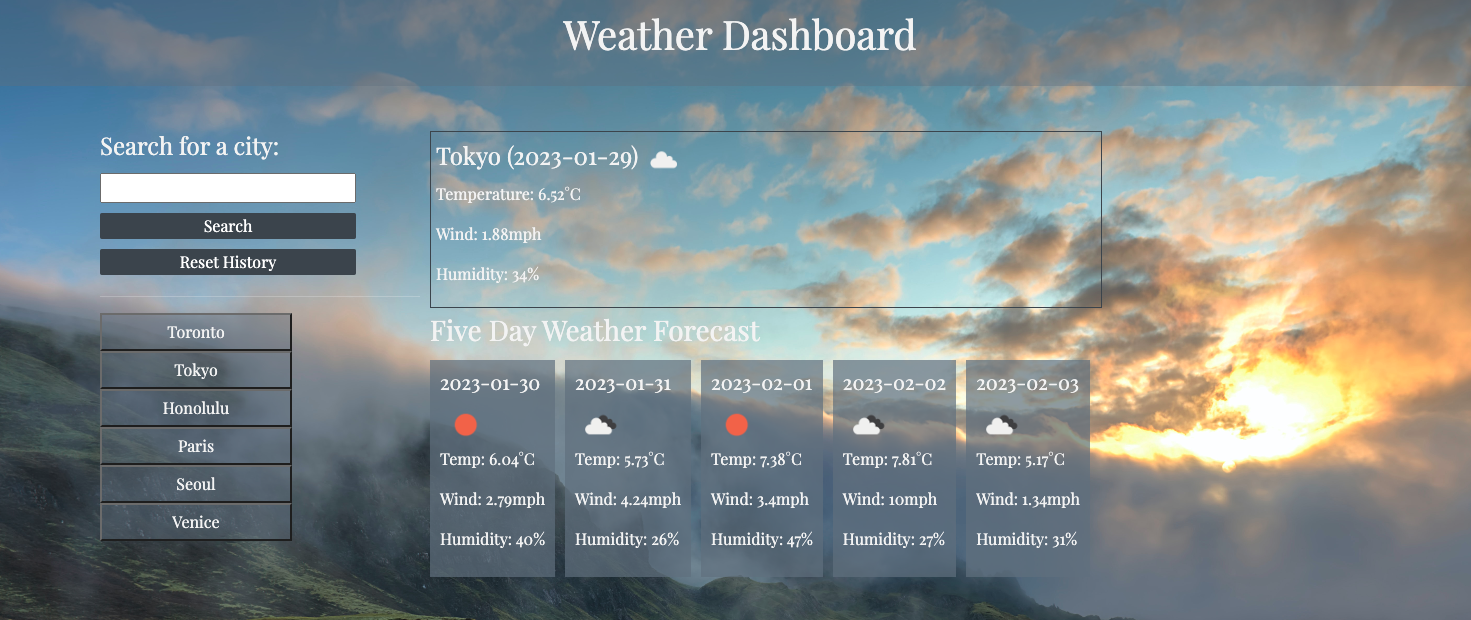 Weather Dashboard
Search for a city:
Search
Reset History
Toronto
Tokyo
Honolulu
Paris
Seoul
Venice
Tokyo (2023-01-29)
Temperature: 6.52°C
Wind: 1.88mph
Humidity: 34%
Five Day Weather Forecast
2023-01-30
Temp: 6.04°C
Wind: 2.79mph
Humidity: 40%
2023-01-31
Temp: 5.73°C
Wind: 4.24mph
Humidity: 26%
2023-02-01
Temp: 7.38°C
Wind: 3.4mph
Humidity: 47%
2023-02-02
Temp: 7.81°C
Wind: 10mph
Humidity: 27%
2023-02-03
Temp: 5.17°C
Wind: 1.34mph
Humidity: 31%